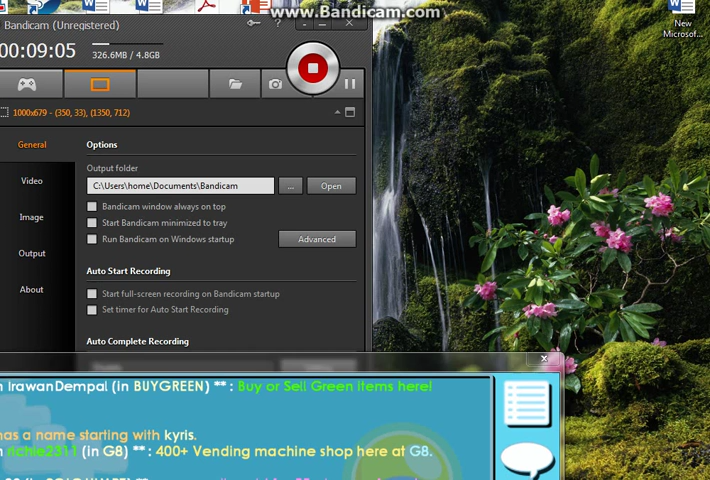 www.Bandicam.com
Bandicam (Unregistered)
New
Microsof...
00:09:05
326.6MB / 4.8GB
1000x679 - (350, 33), (1350, 712)
General
Video
Image
Output
About
Options
Output folder
C:\Users\home\Documents\Bandicam
...
Open
Bandicam window always on top
Start Bandicam minimized to tray
Run Bandicam on Windows startup
Advanced
Auto Start Recording
Start full-screen recording on Bandicam startup
Set timer for Auto Start Recording
Auto Complete Recording
IrawanDempal (in BUYGREEN) ** : Buy or Sell Green items here!
has a name starting with kyris.
richie2311 (in G8) ** : 400+ Vending machine shop here at G8.